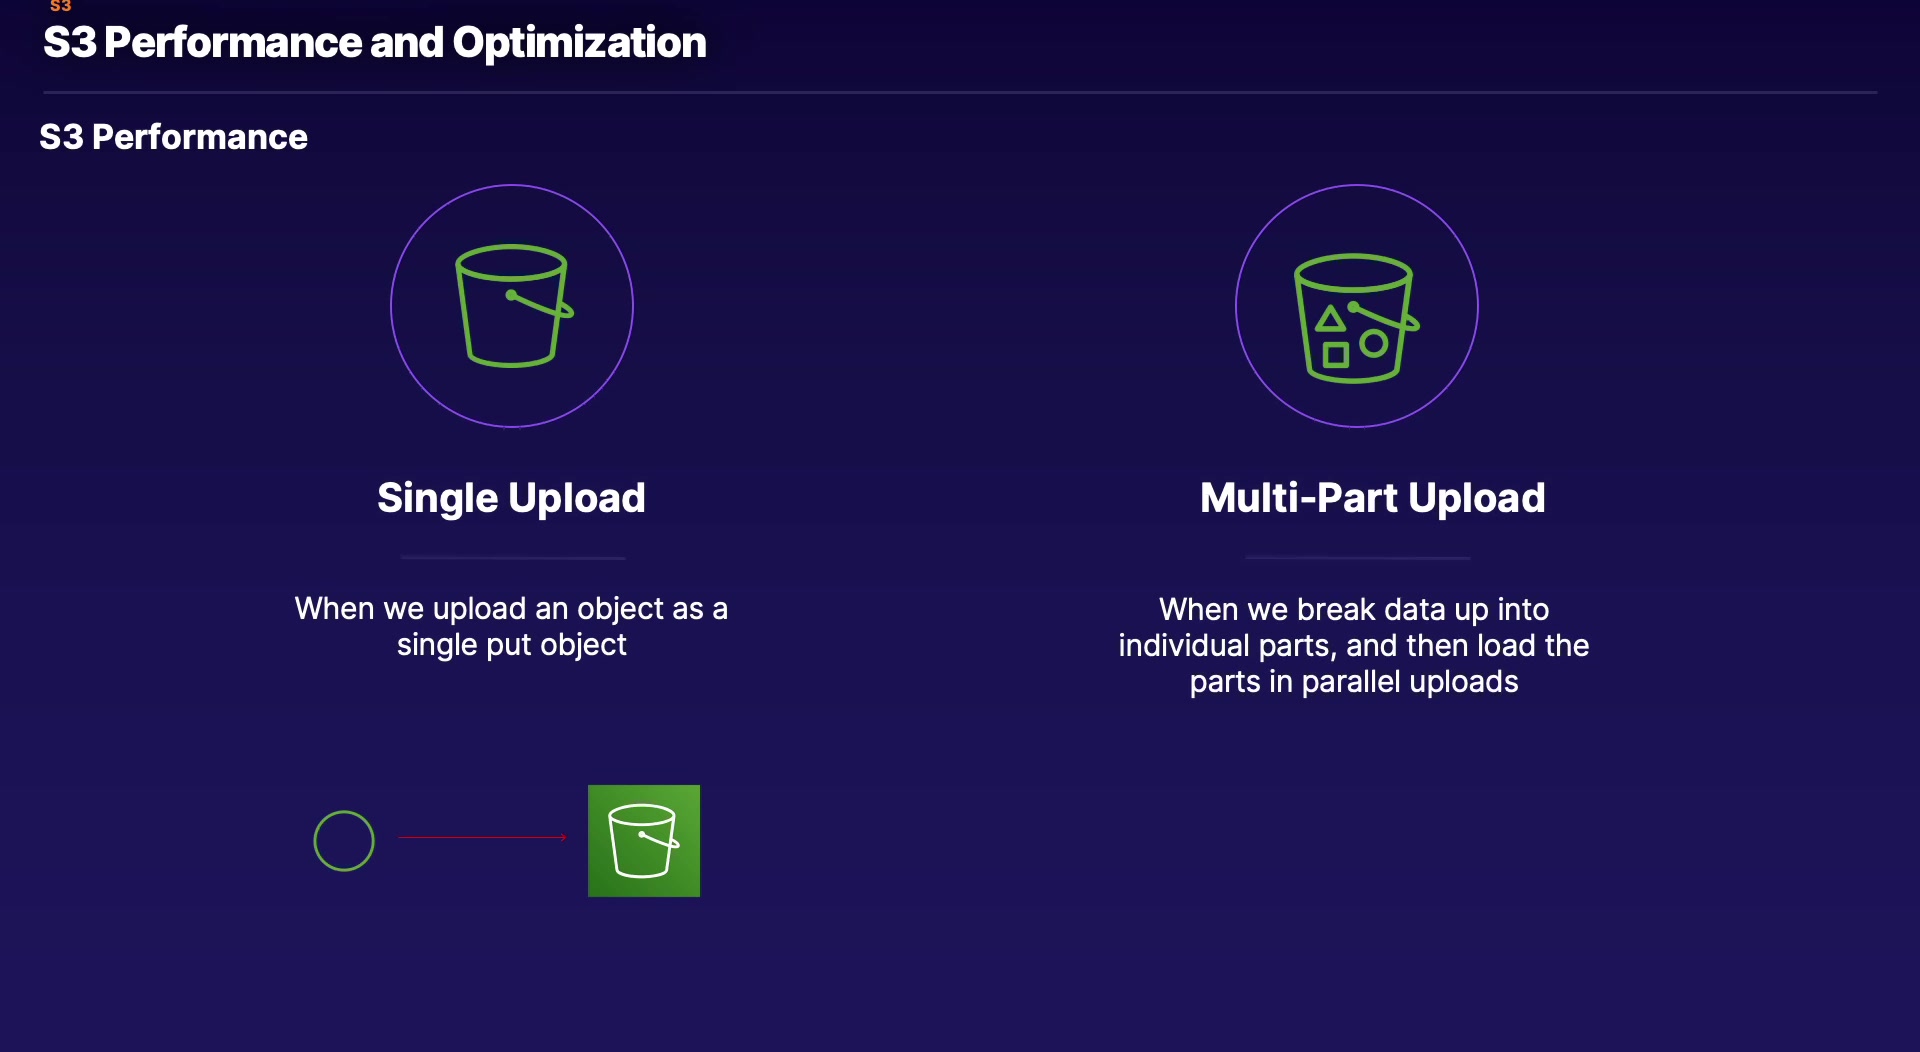 S3
S3 Performance and Optimization
S3 Performance
Single Upload
When we upload an object as a
single put object
Multi-Part Upload
When we break data up into
individual parts, and then load the
parts in parallel uploads